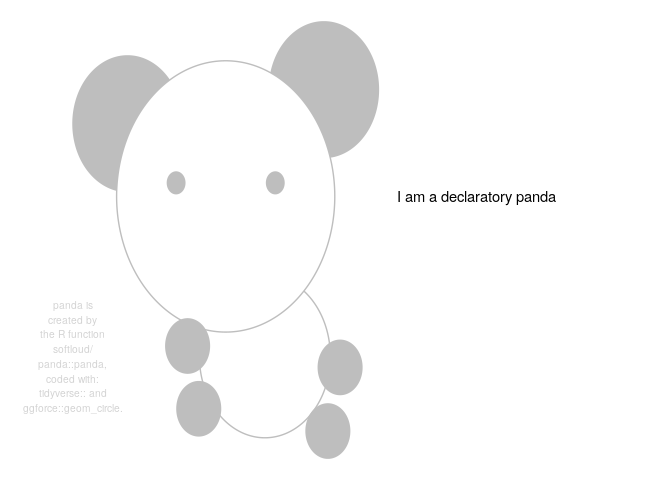 I am a declaratory panda
panda is
created by
the R function
softloud/
panda::panda,
coded with:
tidyverse:: and
ggforce::geom_circle.